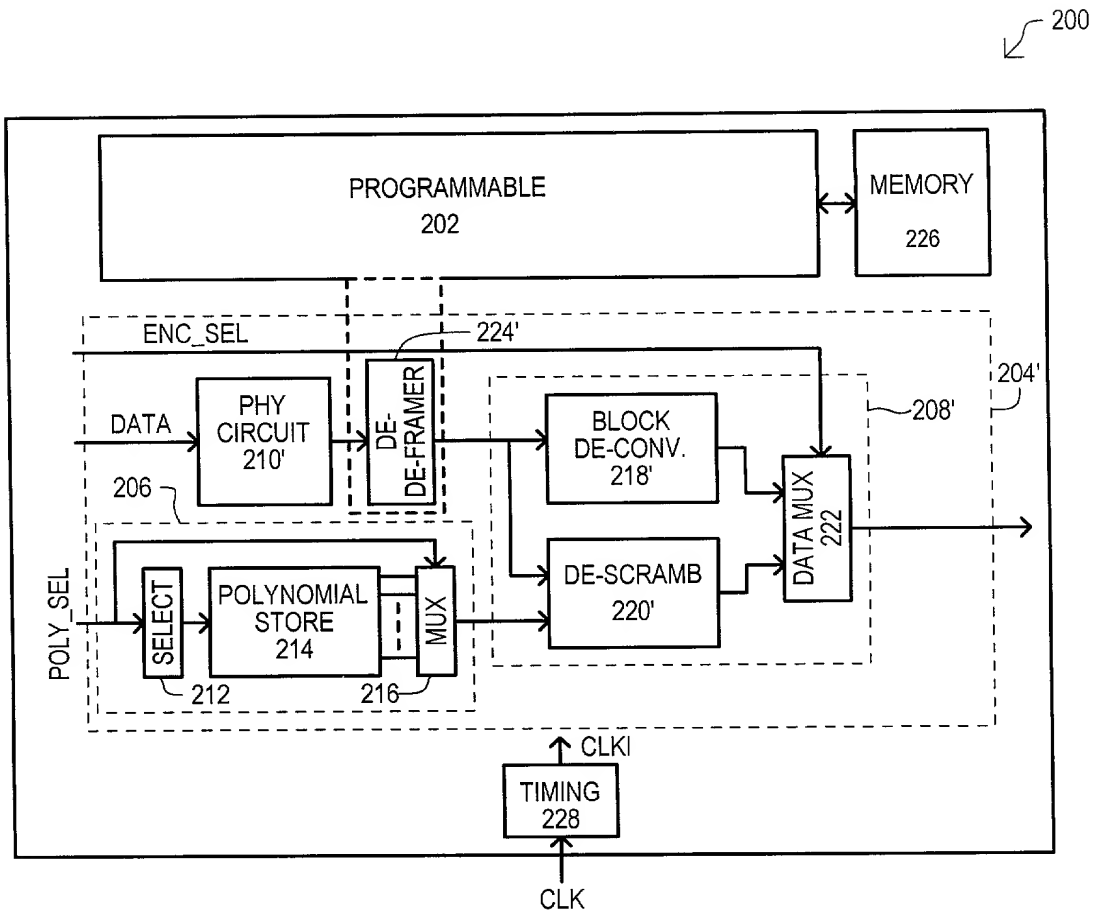 200
PROGRAMMABLE
202
MEMORY
226
ENC_SEL
224'
204'
DATA
PHY
CIRCUIT
210'
DE-
DE-FRAMER
BLOCK
DE-CONV.
218'
208'
206
DATA MUX
222
POLY_SEL
SELECT
POLYNOMIAL
STORE
214
MUX
DE-SCRAMB
220'
212
216
CLKI
TIMING
228
CLK